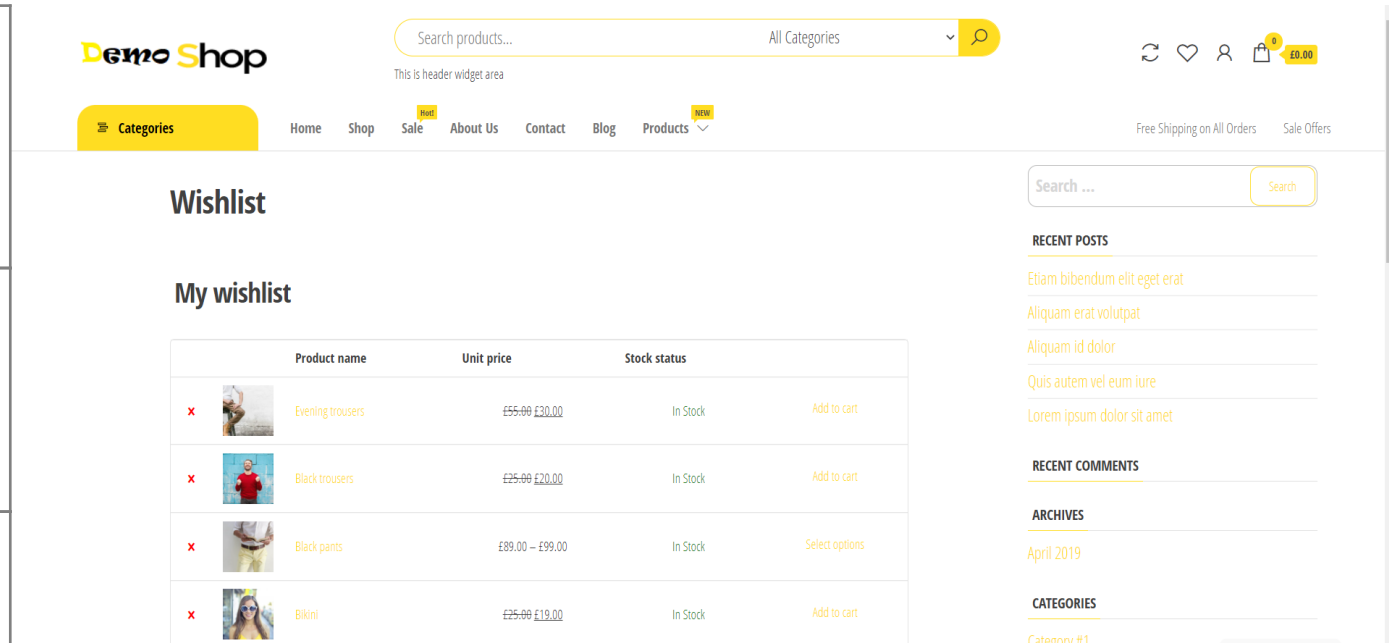 Demo Shop
Search products...
All Categories
This is header widget area
0
£0.00
Categories
Home
Shop
Sale
Hot!
About Us
Contact
Blog
Products
NEW
Free Shipping on All Orders
Sale Offers
Wishlist
My wishlist
Product name Unit price Stock status
Evening trousers £55.00 £30.00 In Stock Add to cart
Black trousers £25.00 £20.00 In Stock Add to cart
Black pants £89.00 – £99.00 In Stock Select options
Bikini £25.00 £19.00 In Stock Add to cart
Search ...
Search
RECENT POSTS
Etiam bibendum elit eget erat
Aliquam erat volutpat
Aliquam id dolor
Quis autem vel eum iure
Lorem ipsum dolor sit amet
RECENT COMMENTS
ARCHIVES
April 2019
CATEGORIES
Category #1